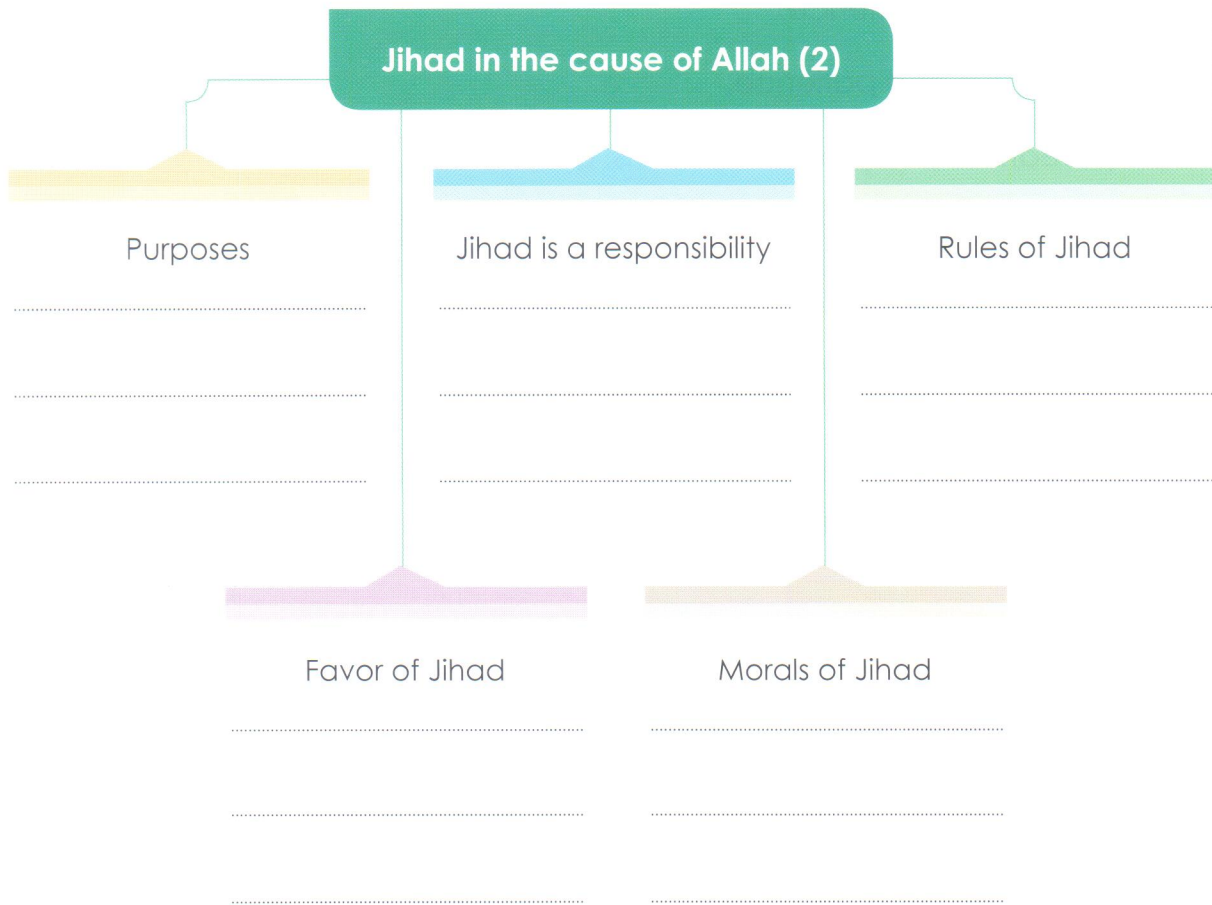 Jihad in the cause of Allah (2)
Purposes
Jihad is a responsibility
Rules of Jihad
Favor of Jihad
Morals of Jihad